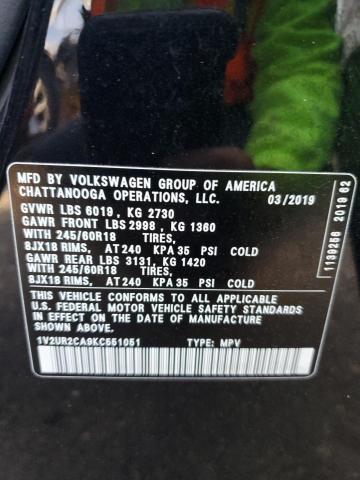 MFD BY VOLKSWAGEN GROUP OF AMERICA
CHATTANOOGA OPERATIONS, LLC. 03/2019
GVWR LBS 6019 , KG 2730
GAWR FRONT LBS 2998 , KG 1360
WITH 245/60R18 TIRES,
8JX18 RIMS, AT 240 KPA 35 PSI COLD
GAWR REAR LBS 3131, KG 1420
WITH 245/60R18 TIRES,
8JX18 RIMS, AT 240 KPA 35 PSI COLD
THIS VEHICLE CONFORMS TO ALL APPLICABLE
U.S. FEDERAL MOTOR VEHICLE SAFETY STANDARDS
IN EFFECT ON THE DATE OF MANUFACTURE
SHOWN ABOVE.
1V2UR2CA9KC551051 TYPE: MPV
1139256 2019 62